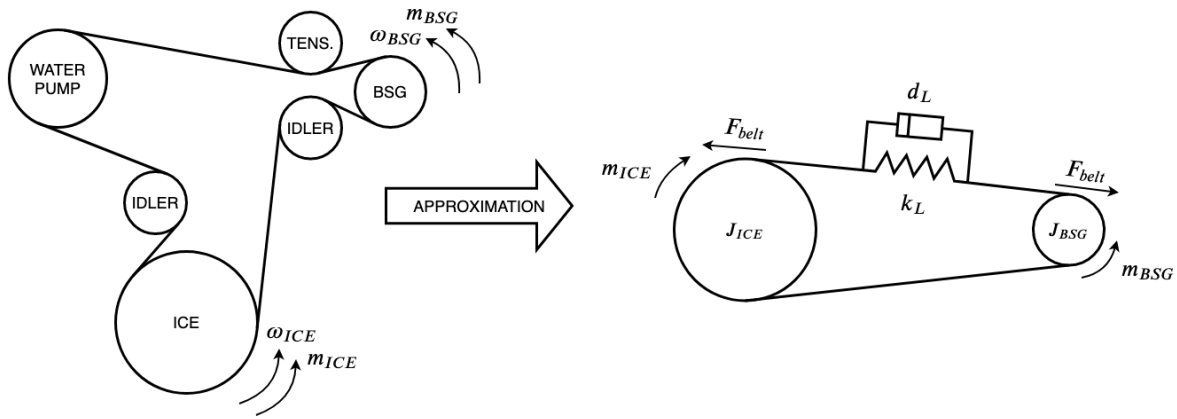 WATER
PUMP
TENS.
m_BSG
ω_BSG
BSG
IDLER
IDLER
ICE
ω_ICE
m_ICE
APPROXIMATION
m_ICE
F_belt
d_L
k_L
F_belt
J_ICE
J_BSG
m_BSG